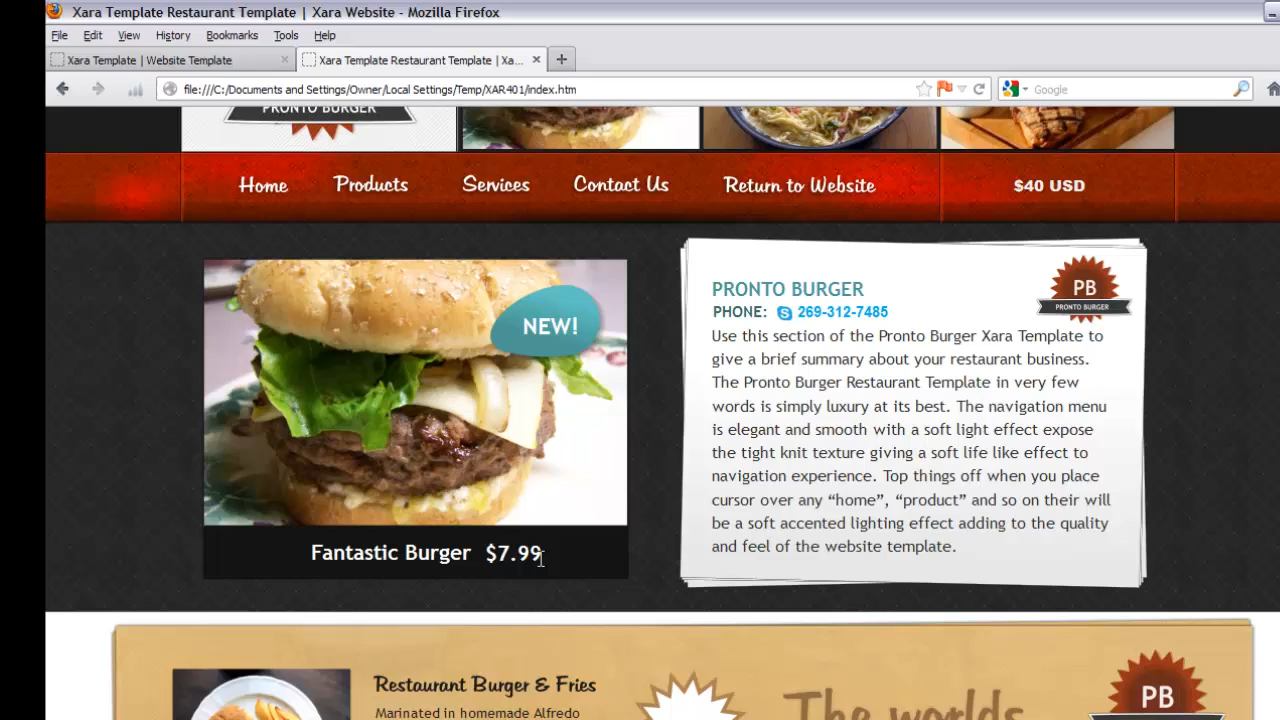 Xara Template Restaurant Template | Xara Website - Mozilla Firefox
File Edit View History Bookmarks Tools Help
Xara Template | Website Template
Xara Template Restaurant Template | Xa...
file:///C:/Documents and Settings/Owner/Local Settings/Temp/XAR401/index.htm
Google
PRONTO BURGER
Home Products Services Contact Us Return to Website $40 USD
NEW!
Fantastic Burger $7.99
PRONTO BURGER
PHONE: 269-312-7485
PB
PRONTO BURGER
Use this section of the Pronto Burger Xara Template to
give a brief summary about your restaurant business.
The Pronto Burger Restaurant Template in very few
words is simply luxury at its best. The navigation menu
is elegant and smooth with a soft light effect expose
the tight knit texture giving a soft life like effect to
navigation experience. Top things off when you place
cursor over any “home”, “product” and so on their will
be a soft accented lighting effect adding to the quality
and feel of the website template.
Restaurant Burger & Fries
Marinated in homemade Alfredo
The worlds
PB